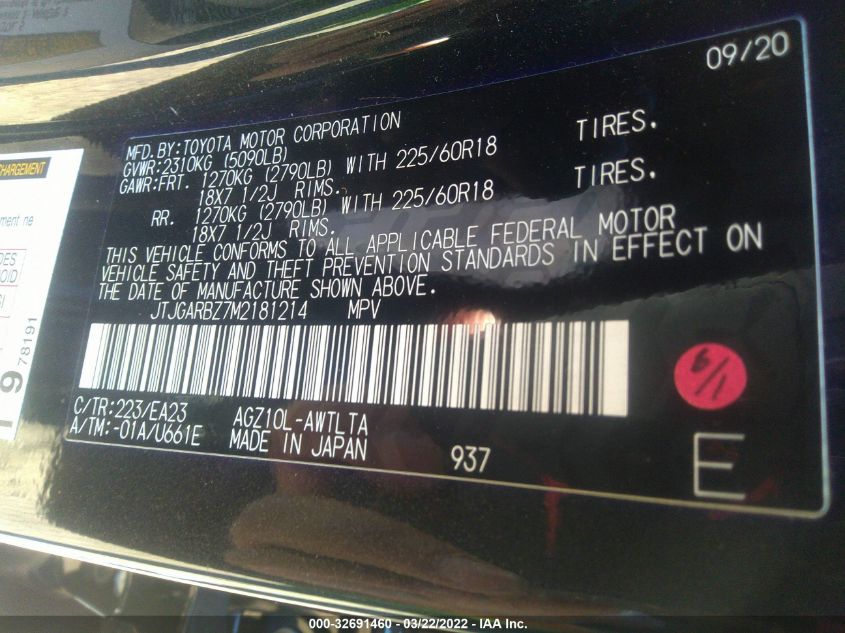 09/20
MFD.BY:TOYOTA MOTOR CORPORATION
GVWR:2310KG (5090LB)
GAWR:FRT. 1270KG (2790LB) WITH 225/60R18 TIRES.
18X7 1/2J RIMS.
RR. 1270KG (2790LB) WITH 225/60R18 TIRES.
18X7 1/2J RIMS.
THIS VEHICLE CONFORMS TO ALL APPLICABLE FEDERAL MOTOR
VEHICLE SAFETY AND THEFT PREVENTION STANDARDS IN EFFECT ON
THE DATE OF MANUFACTURE SHOWN ABOVE.
JTJGARBZ7M2181214 MPV
C/TR:223/EA23 AGZ10L-AWTLTA
A/TM:-01A/U661E MADE IN JAPAN
937
E
78191
000-32691460 - 03/22/2022 - IAA Inc.